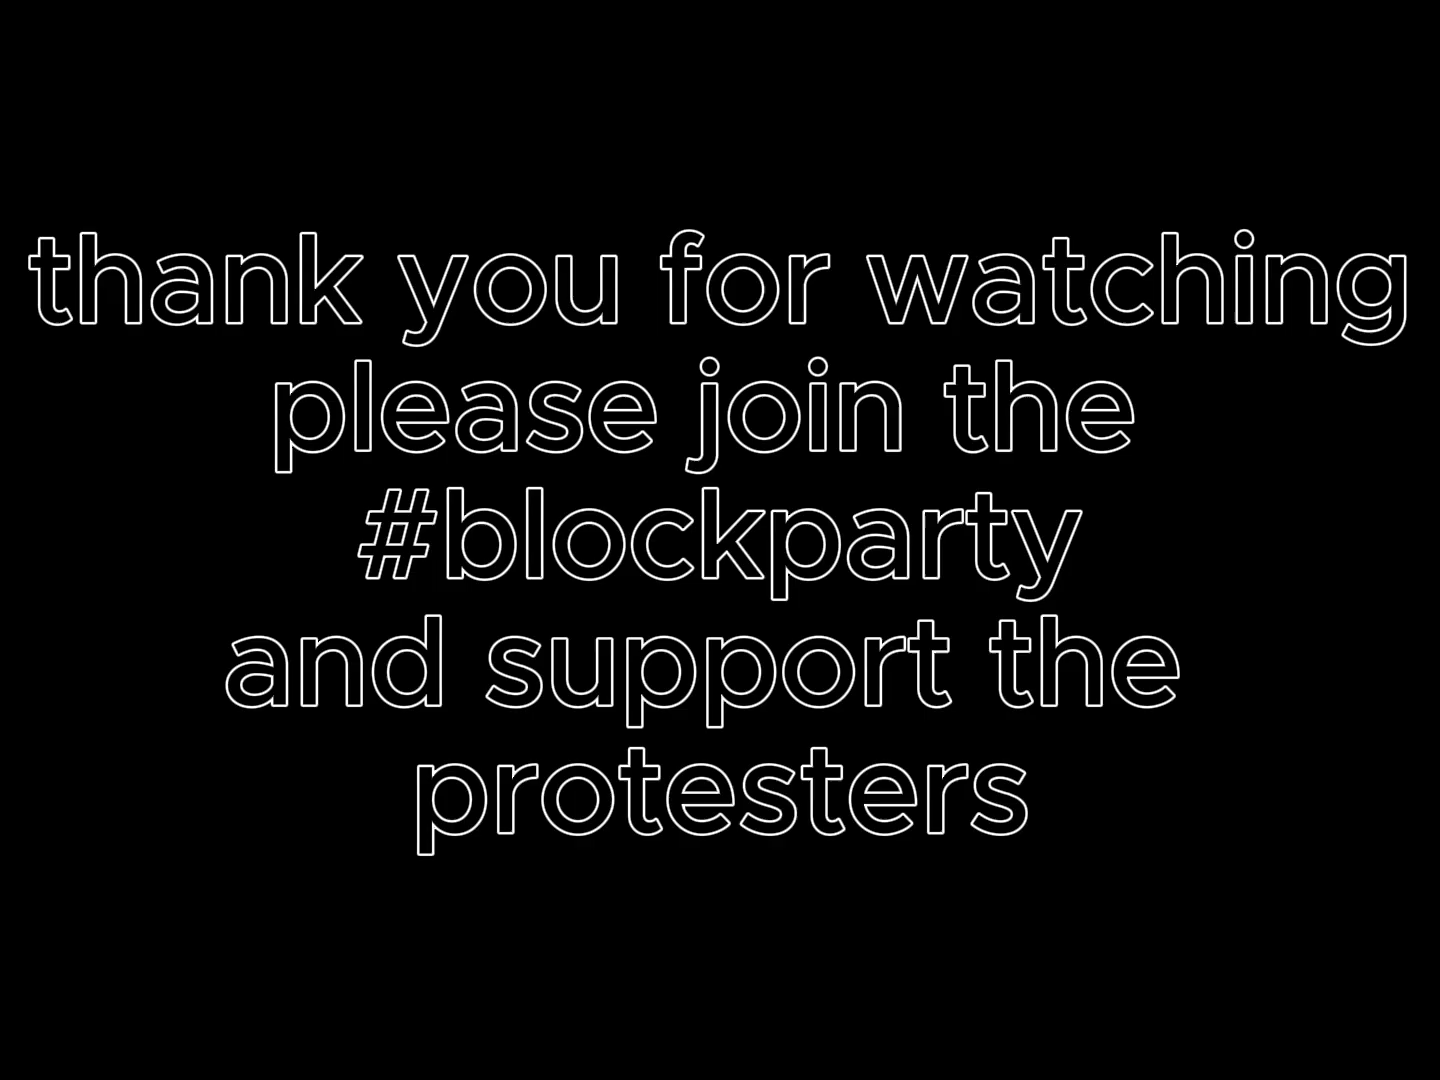 thank you for watching
please join the
#blockparty
and support the
protesters